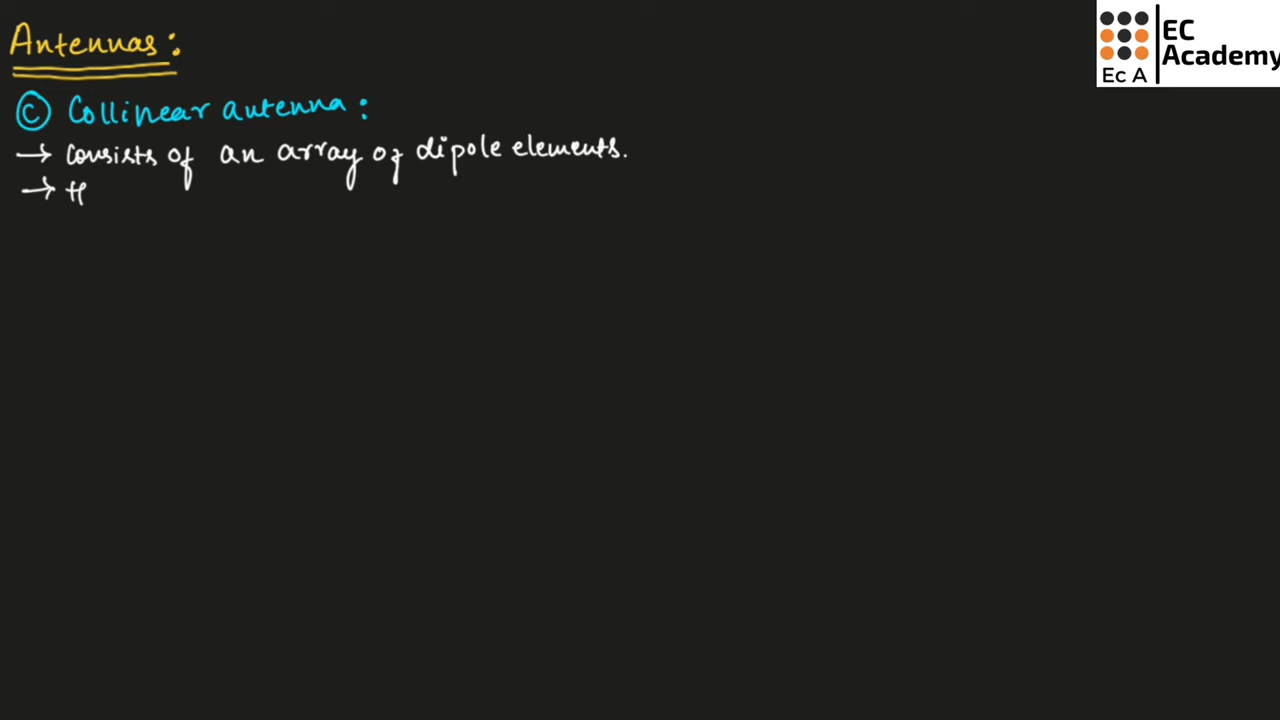 Antennas:
EC
Academy
Ec A
C Collinear antenna:
→ Consists of an array of dipole elements.
→